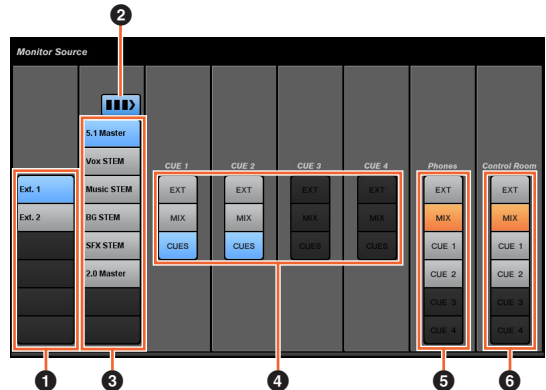 2
Monitor Source
5.1 Master
Vox STEM
CUE 1 CUE 2 CUE 3 CUE 4 Phones Control Room
Ext. 1 Music STEM EXT EXT EXT EXT EXT EXT
Ext. 2 BG STEM MIX MIX MIX MIX MIX MIX
SFX STEM CUES CUES CUES CUES CUE 1 CUE 1
2.0 Master CUE 2 CUE 2
CUE 3 CUE 3
CUE 4 CUE 4
1 3 4 5 6